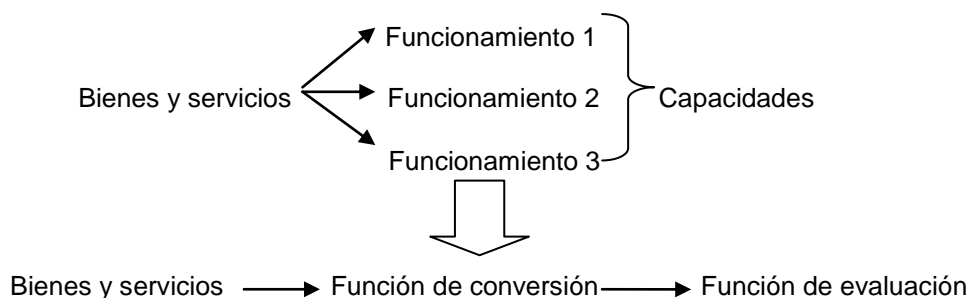 Funcionamiento 1
Bienes y servicios Funcionamiento 2 Capacidades
Funcionamiento 3
Bienes y servicios Función de conversión Función de evaluación